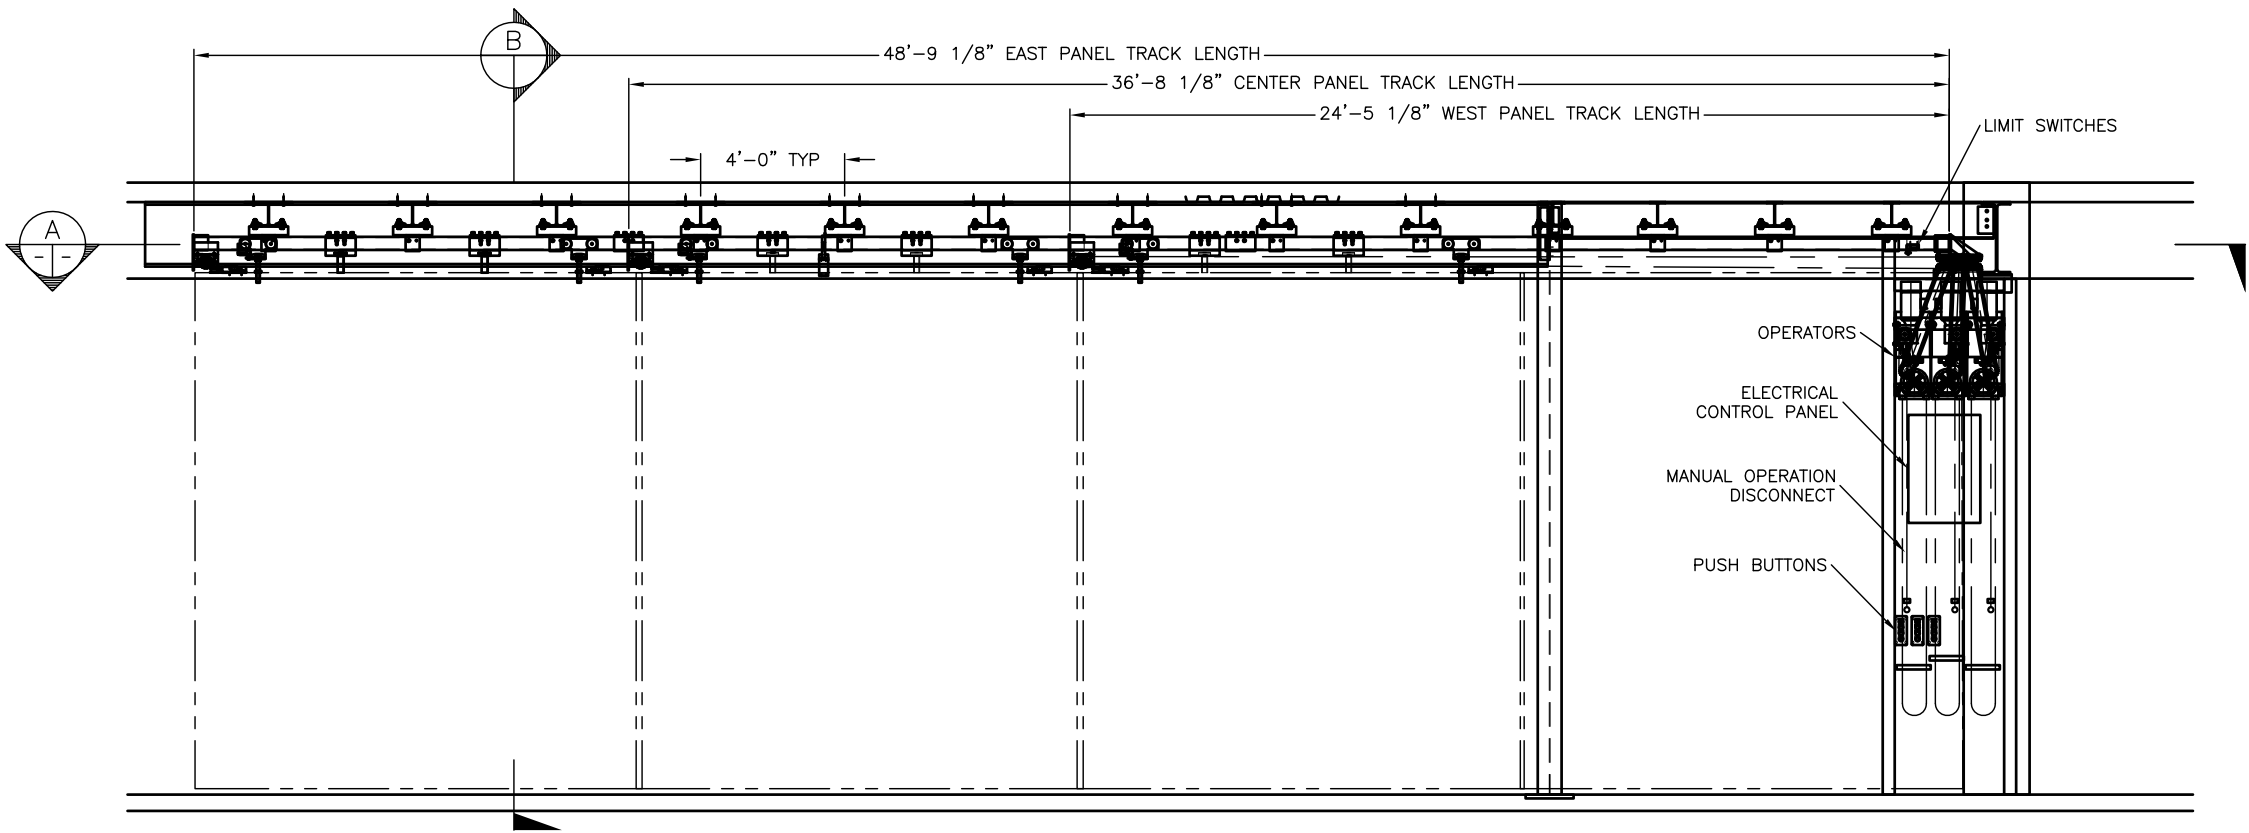 B
48'-9 1/8” EAST PANEL TRACK LENGTH
36'-8 1/8” CENTER PANEL TRACK LENGTH
24'-5 1/8” WEST PANEL TRACK LENGTH
LIMIT SWITCHES
4'-0” TYP
A
--
OPERATORS
ELECTRICAL
CONTROL PANEL
MANUAL OPERATION
DISCONNECT
PUSH BUTTONS